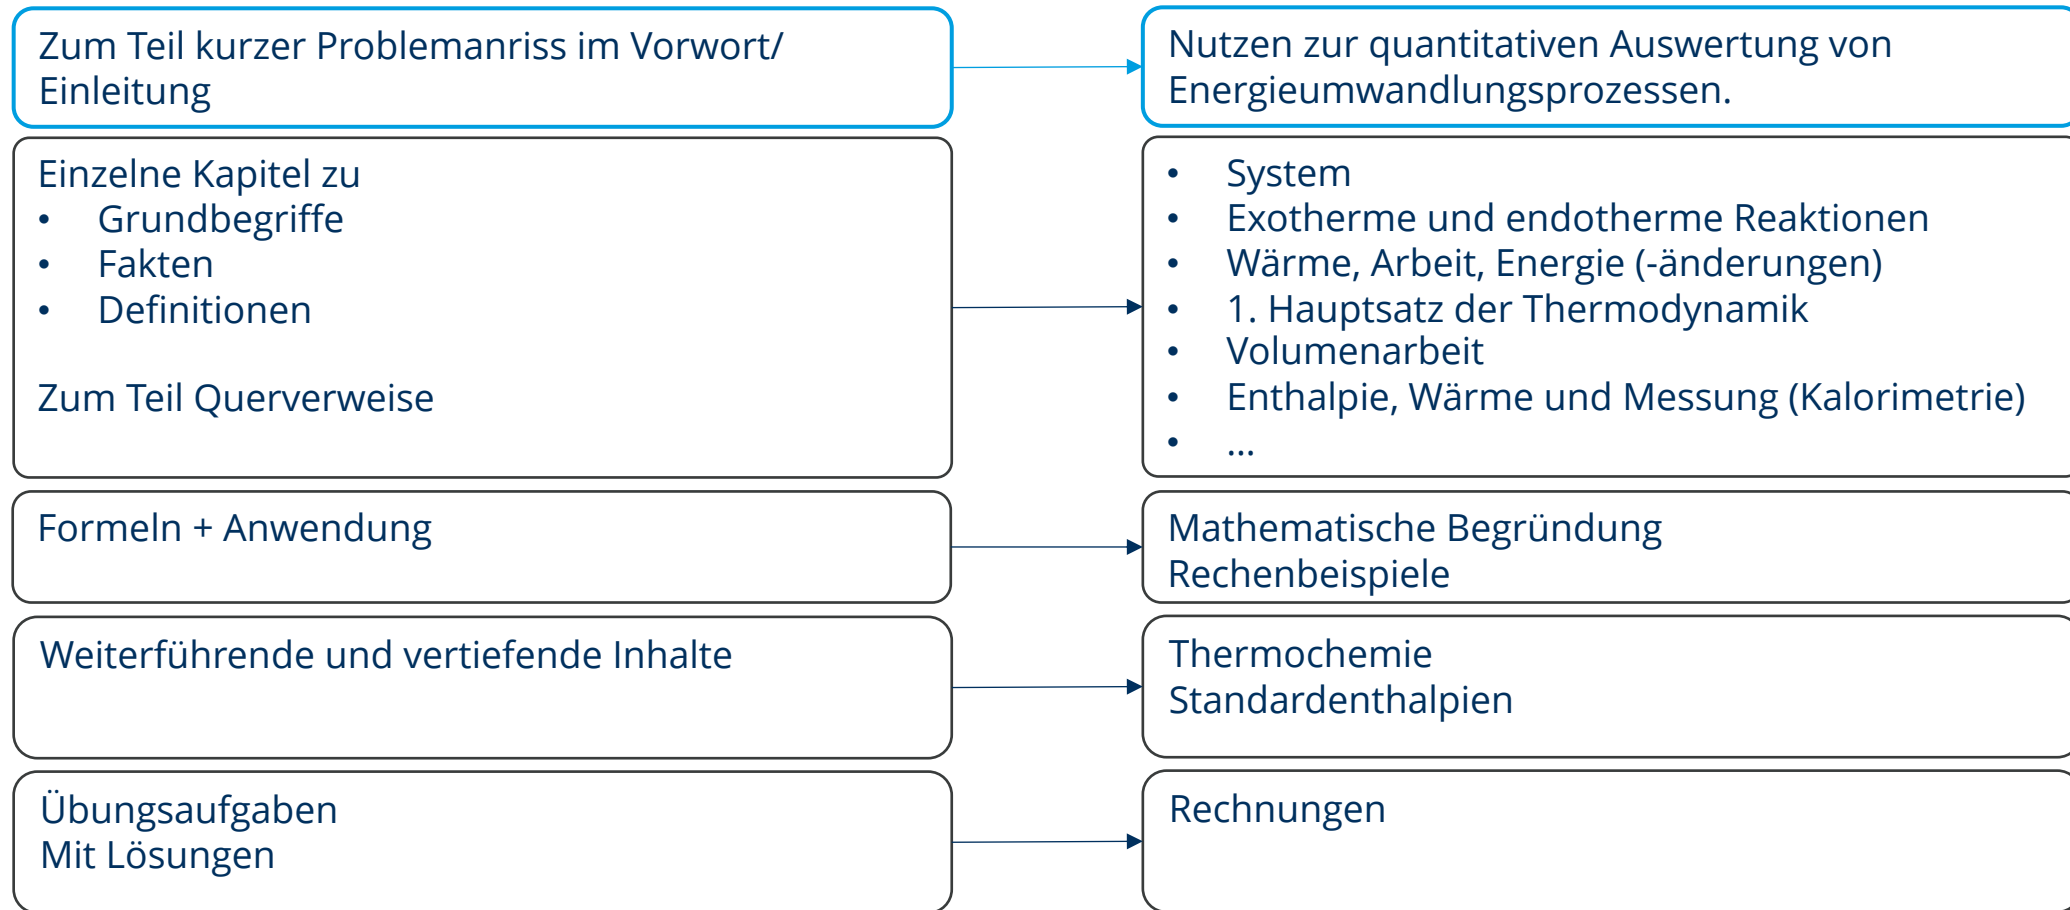 Zum Teil kurzer Problemanriss im Vorwort/
Einleitung
Nutzen zur quantitativen Auswertung von
Energieumwandlungsprozessen.
Einzelne Kapitel zu
• Grundbegriffe
• Fakten
• Definitionen
Zum Teil Querverweise
• System
• Exotherme und endotherme Reaktionen
• Wärme, Arbeit, Energie (-änderungen)
• 1. Hauptsatz der Thermodynamik
• Volumenarbeit
• Enthalpie, Wärme und Messung (Kalorimetrie)
• ...
Formeln + Anwendung
Mathematische Begründung
Rechenbeispiele
Weiterführende und vertiefende Inhalte
Thermochemie
Standardenthalpien
Übungsaufgaben
Mit Lösungen
Rechnungen